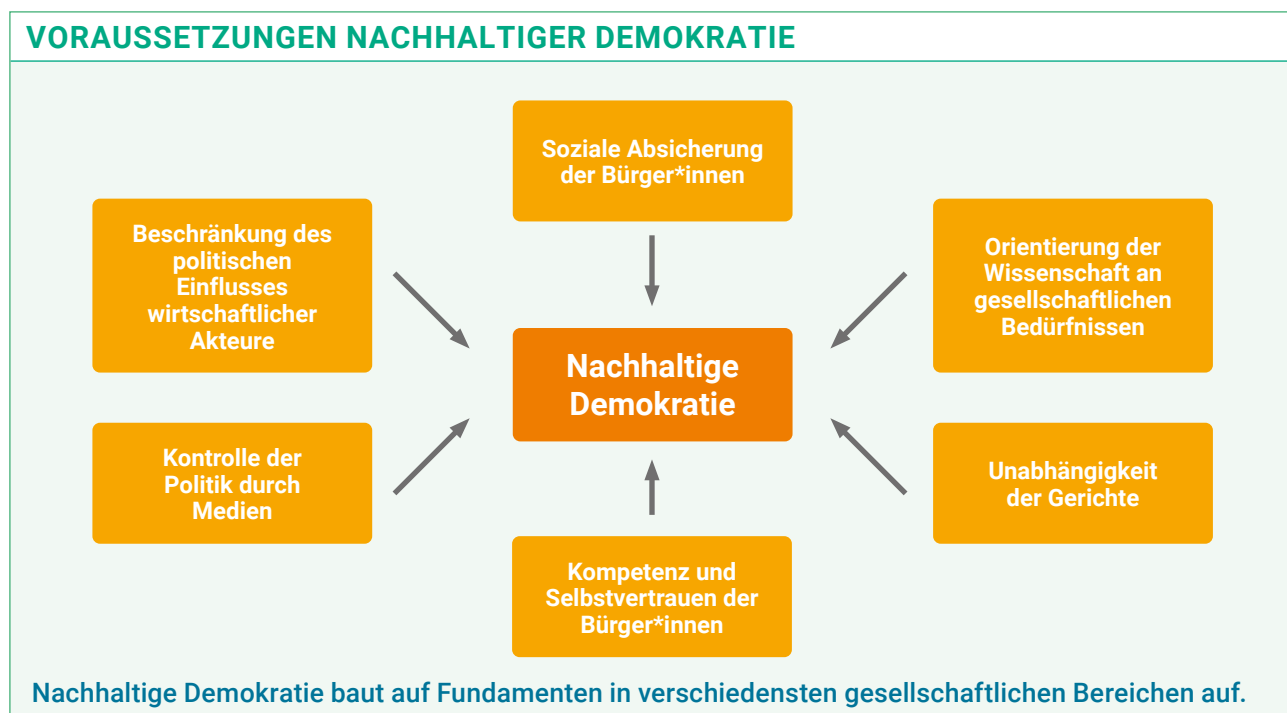 VORAUSSETZUNGEN NACHHALTIGER DEMOKRATIE
Soziale Absicherung
der Bürger*innen
Beschränkung des
politischen
Einflusses
wirtschaftlicher
Akteure
Orientierung der
Wissenschaft an
gesellschaftlichen
Bedürfnissen
Nachhaltige
Demokratie
Kontrolle der
Politik durch
Medien
Unabhängigkeit
der Gerichte
Kompetenz und
Selbstvertrauen der
Bürger*innen
Nachhaltige Demokratie baut auf Fundamenten in verschiedensten gesellschaftlichen Bereichen auf.